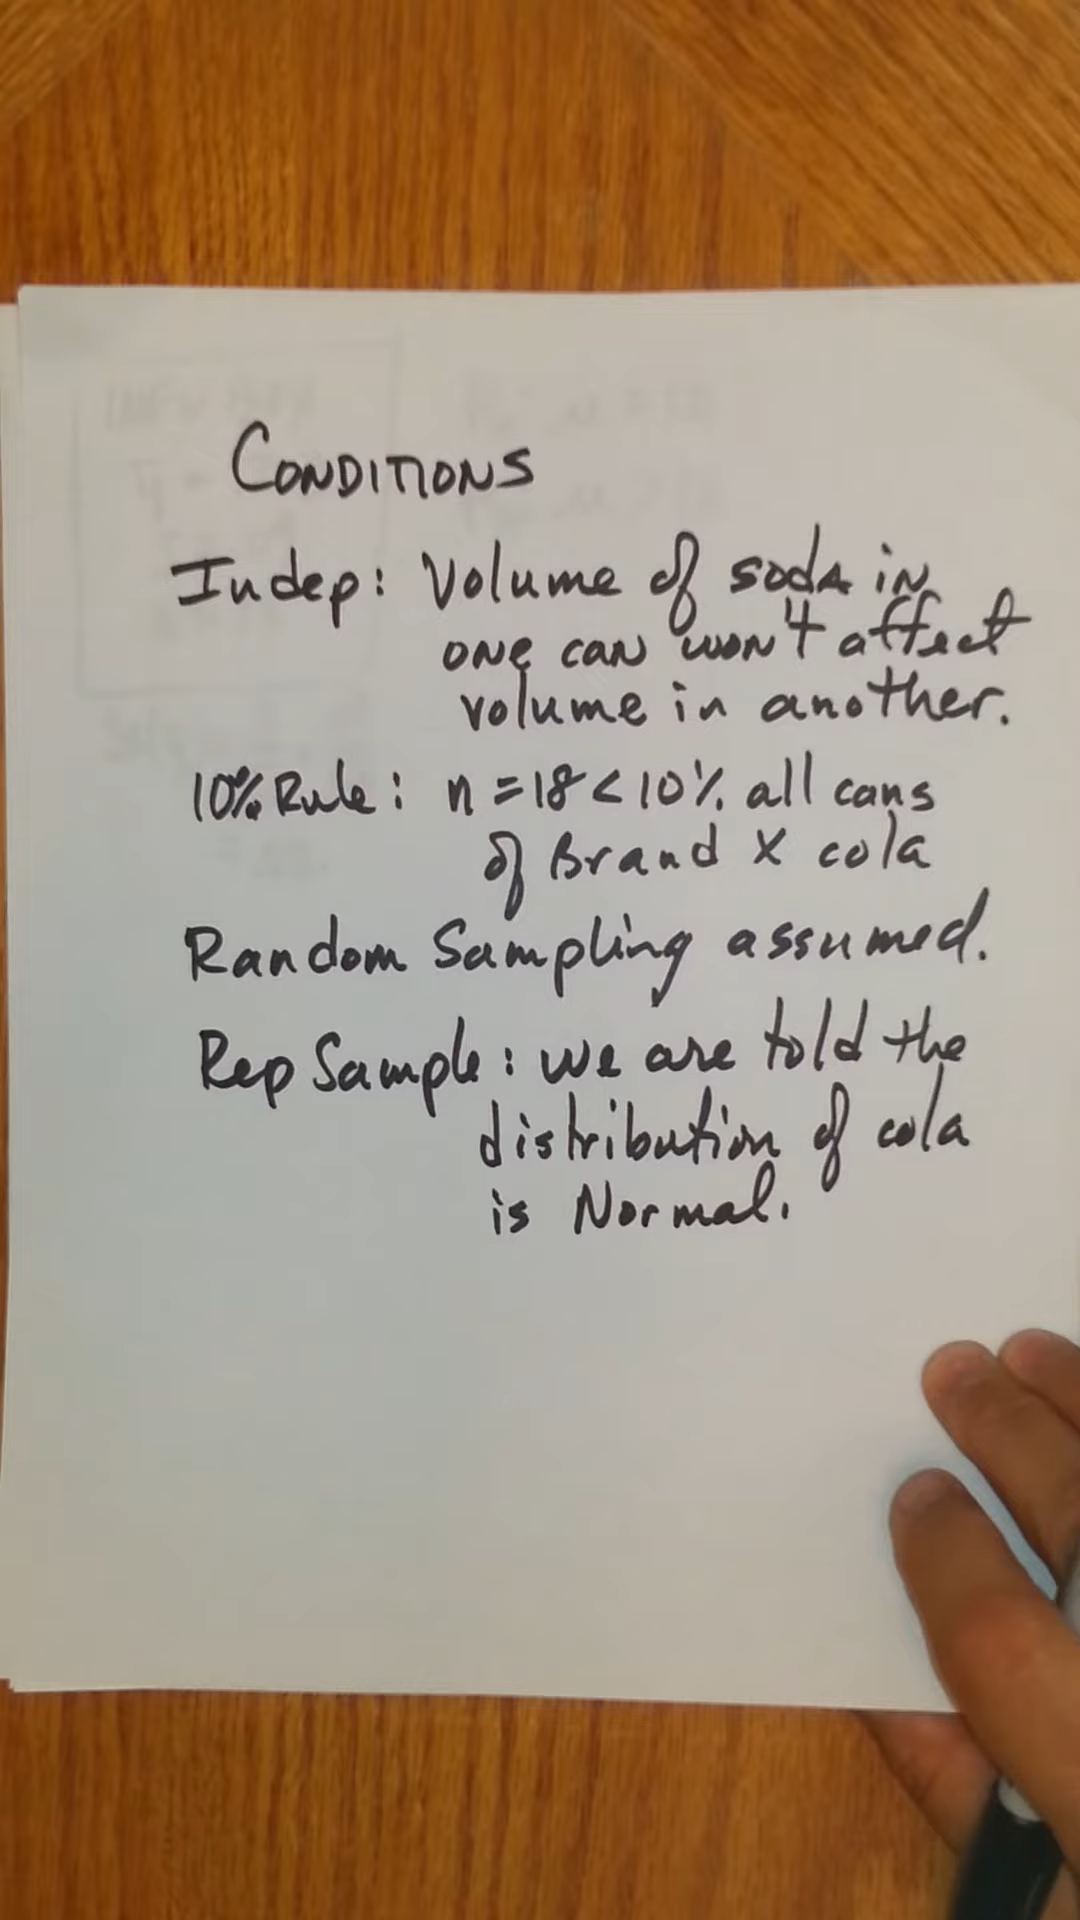 CONDITIONS
Indep: Volume of soda in
one can won't affect
volume in another.
10% Rule: n = 18 < 10% all cans
of Brand X cola
Random Sampling assumed.
Rep Sample: we are told the
distribution of cola
is Normal.